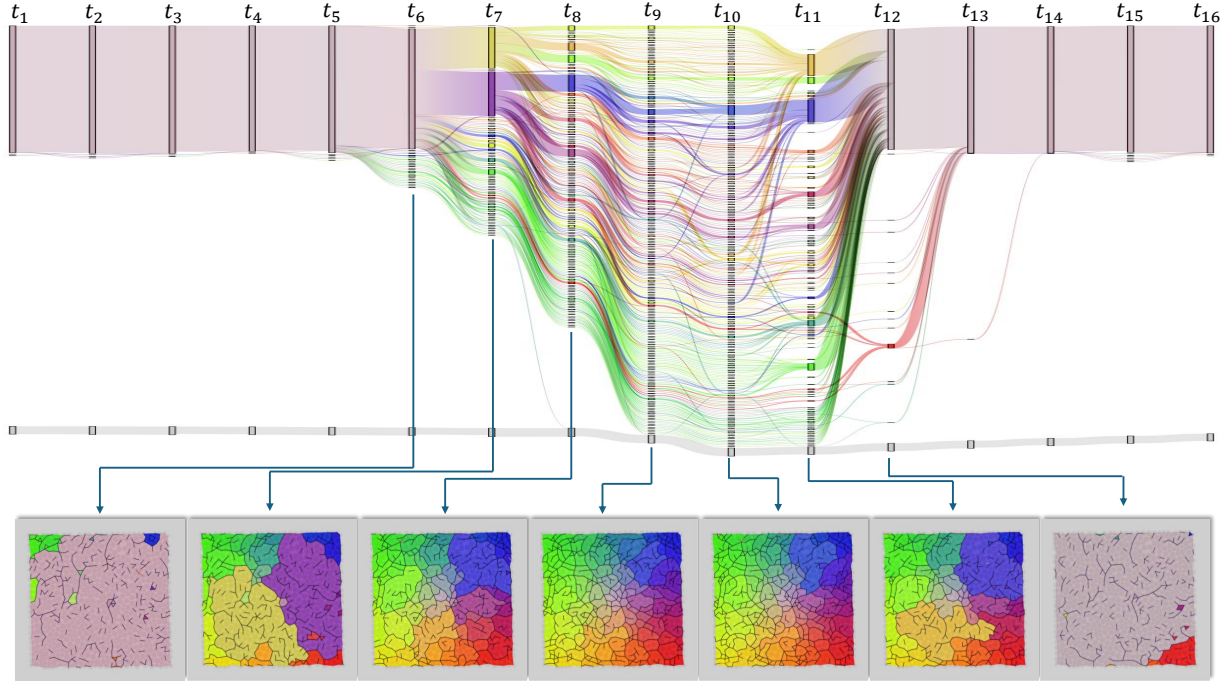 t₁ t₂ t₃ t₄ t₅ t₆ t₇ t₈ t₉ t₁₀ t₁₁ t₁₂ t₁₃ t₁₄ t₁₅ t₁₆